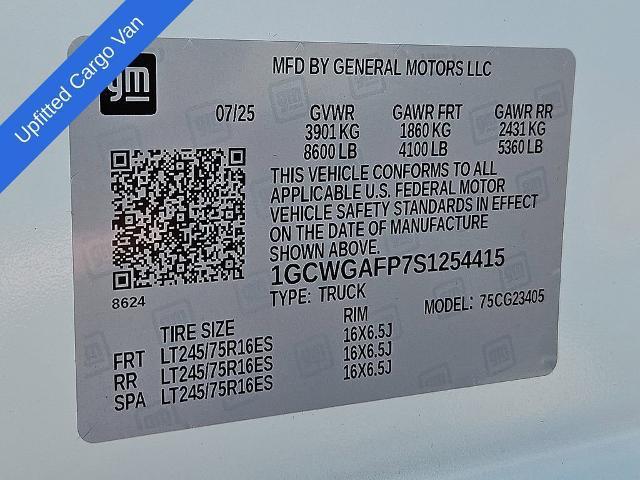 Upfitted Cargo Van
gm
MFD BY GENERAL MOTORS LLC
07/25 GVWR GAWR FRT GAWR RR
3901 KG 1860 KG 2431 KG
8600 LB 4100 LB 5360 LB
THIS VEHICLE CONFORMS TO ALL
APPLICABLE U.S. FEDERAL MOTOR
VEHICLE SAFETY STANDARDS IN EFFECT
ON THE DATE OF MANUFACTURE
SHOWN ABOVE.
1GCWGAFP7S1254415
8624
TYPE: TRUCK MODEL: 75CG23405
TIRE SIZE RIM
FRT LT245/75R16ES 16X6.5J
RR LT245/75R16ES 16X6.5J
SPA LT245/75R16ES 16X6.5J